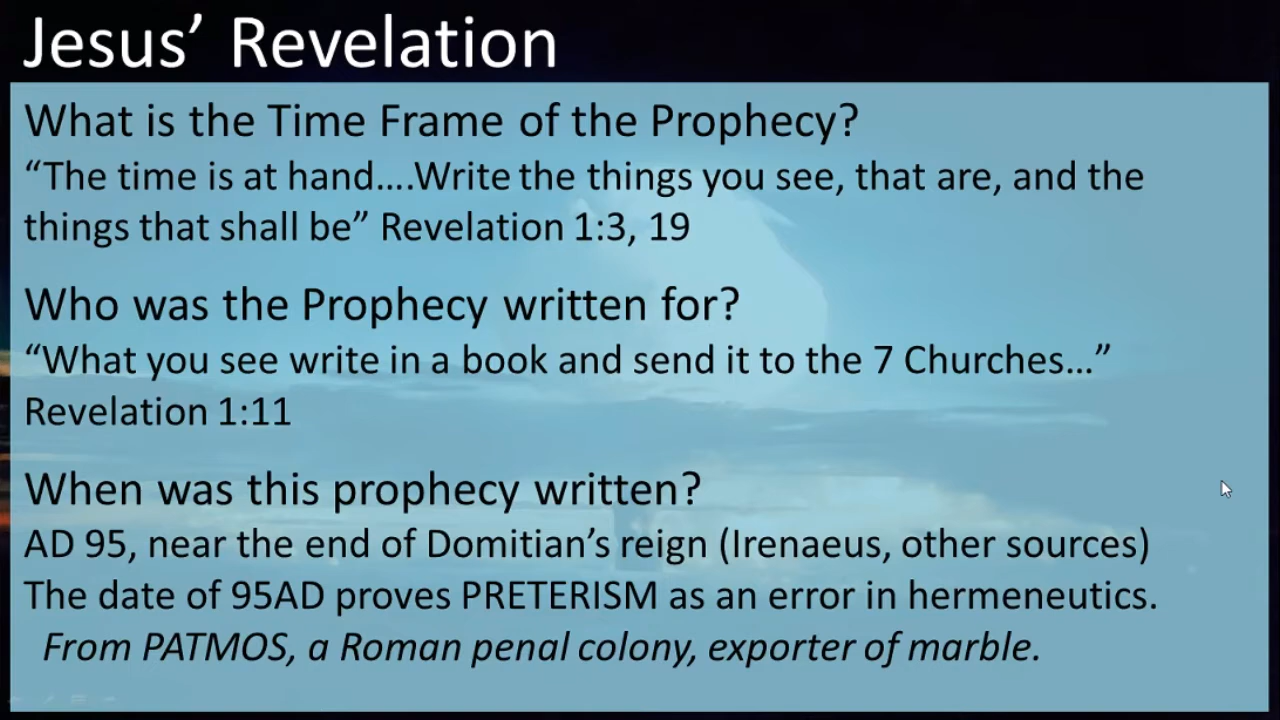 Jesus’ Revelation
What is the Time Frame of the Prophecy?
“The time is at hand....Write the things you see, that are, and the
things that shall be” Revelation 1:3, 19
Who was the Prophecy written for?
“What you see write in a book and send it to the 7 Churches...”
Revelation 1:11
When was this prophecy written?
AD 95, near the end of Domitian’s reign (Irenaeus, other sources)
The date of 95AD proves PRETERISM as an error in hermeneutics.
From PATMOS, a Roman penal colony, exporter of marble.